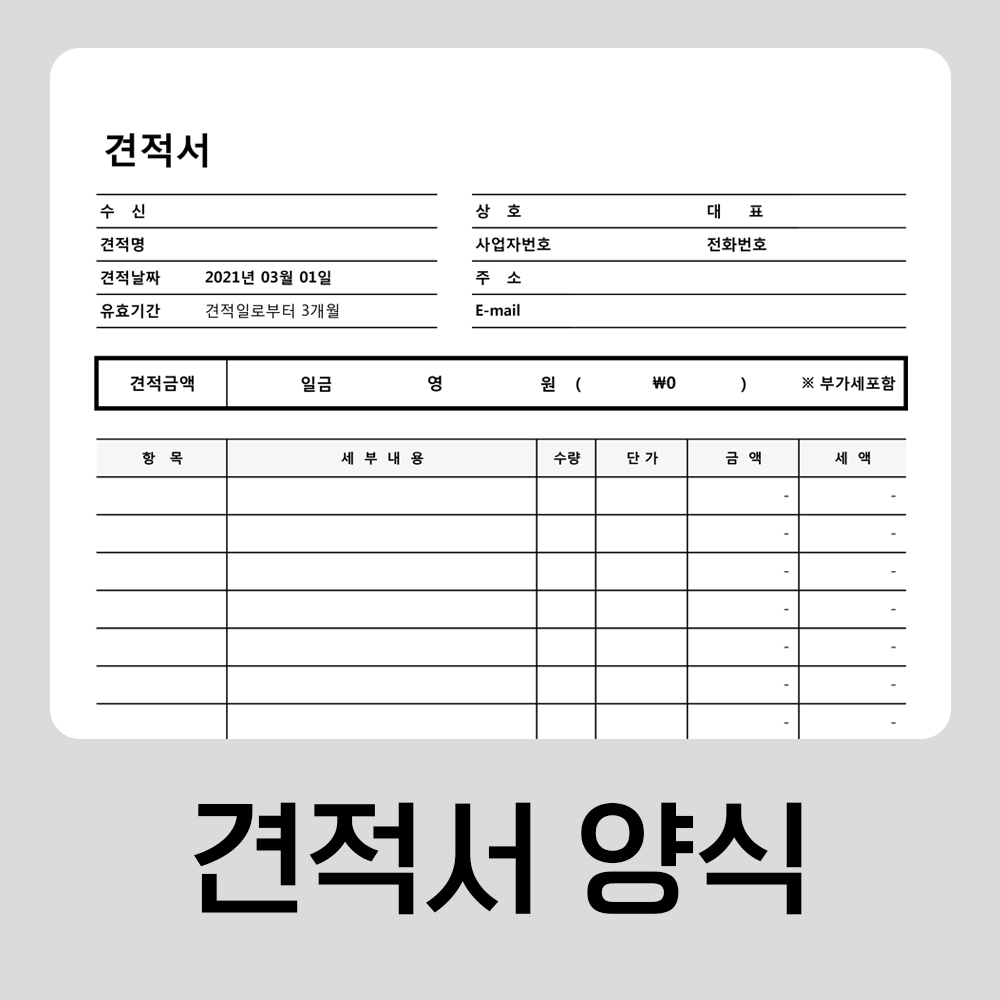 견적서
수 신
견적명
견적날짜 2021년 03월 01일
유효기간 견적일로부터 3개월
상 호 대 표
사업자번호 전화번호
주 소
E-mail
견적금액 일금 영 원 ( ₩0 ) ※ 부가세포함
항 목 세 부 내 용 수량 단 가 금 액 세 액
- -
- -
- -
- -
- -
- -
- -
견적서 양식